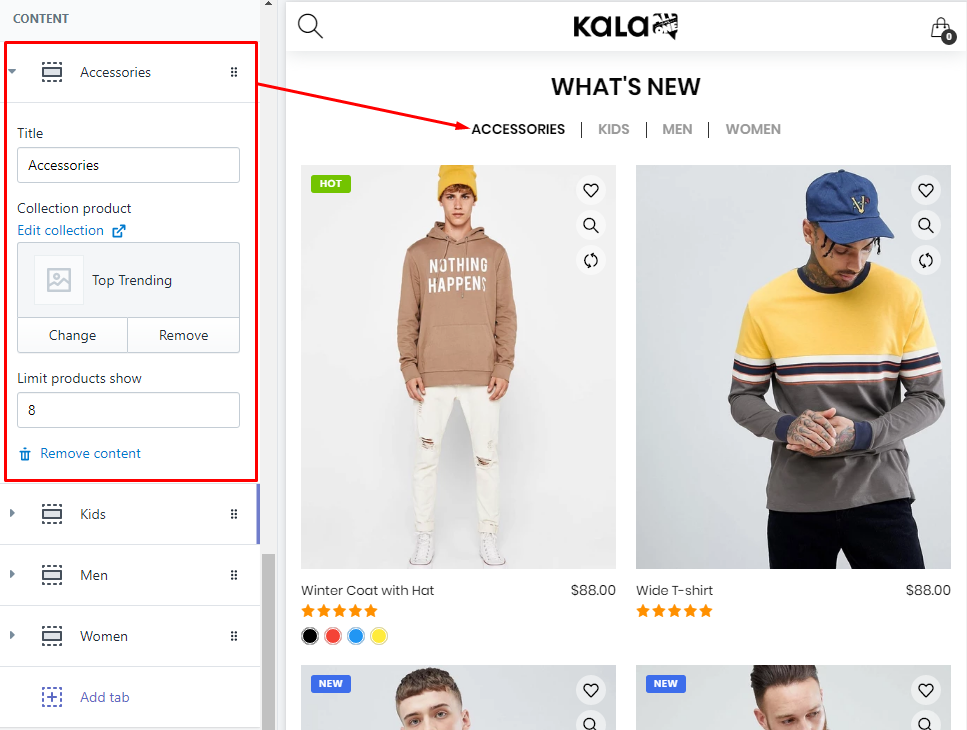 CONTENT
Accessories
Title
Accessories
Collection product
Edit collection
Top Trending
Change
Remove
Limit products show
8
Remove content
Kids
Men
Women
Add tab
KALA
ONE
0
WHAT'S NEW
ACCESSORIES | KIDS | MEN | WOMEN
HOT
NOTHING
HAPPENS
Winter Coat with Hat
$88.00
Wide T-shirt
$88.00
NEW
NEW